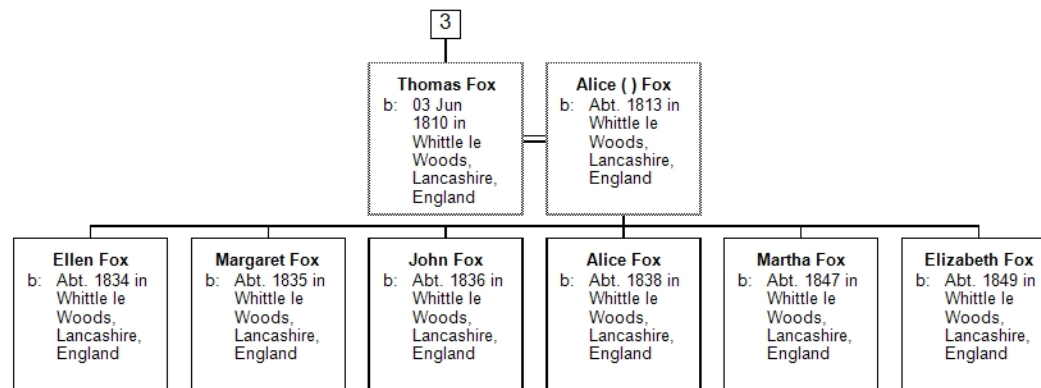 3
Thomas Fox
b: 03 Jun
1810 in
Whittle le
Woods,
Lancashire,
England
Alice ( ) Fox
b: Abt. 1813 in
Whittle le
Woods,
Lancashire,
England
Ellen Fox
b: Abt. 1834 in
Whittle le
Woods,
Lancashire,
England
Margaret Fox
b: Abt. 1835 in
Whittle le
Woods,
Lancashire,
England
John Fox
b: Abt. 1836 in
Whittle le
Woods,
Lancashire,
England
Alice Fox
b: Abt. 1838 in
Whittle le
Woods,
Lancashire,
England
Martha Fox
b: Abt. 1847 in
Whittle le
Woods,
Lancashire,
England
Elizabeth Fox
b: Abt. 1849 in
Whittle le
Woods,
Lancashire,
England